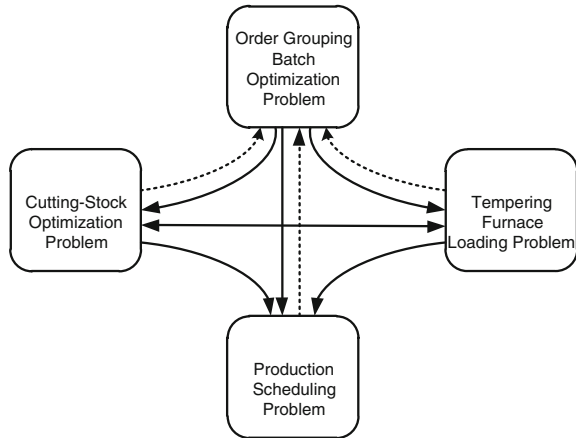 Order Grouping
Batch
Optimization
Problem
Cutting-Stock
Optimization
Problem
Tempering
Furnace
Loading Problem
Production
Scheduling
Problem